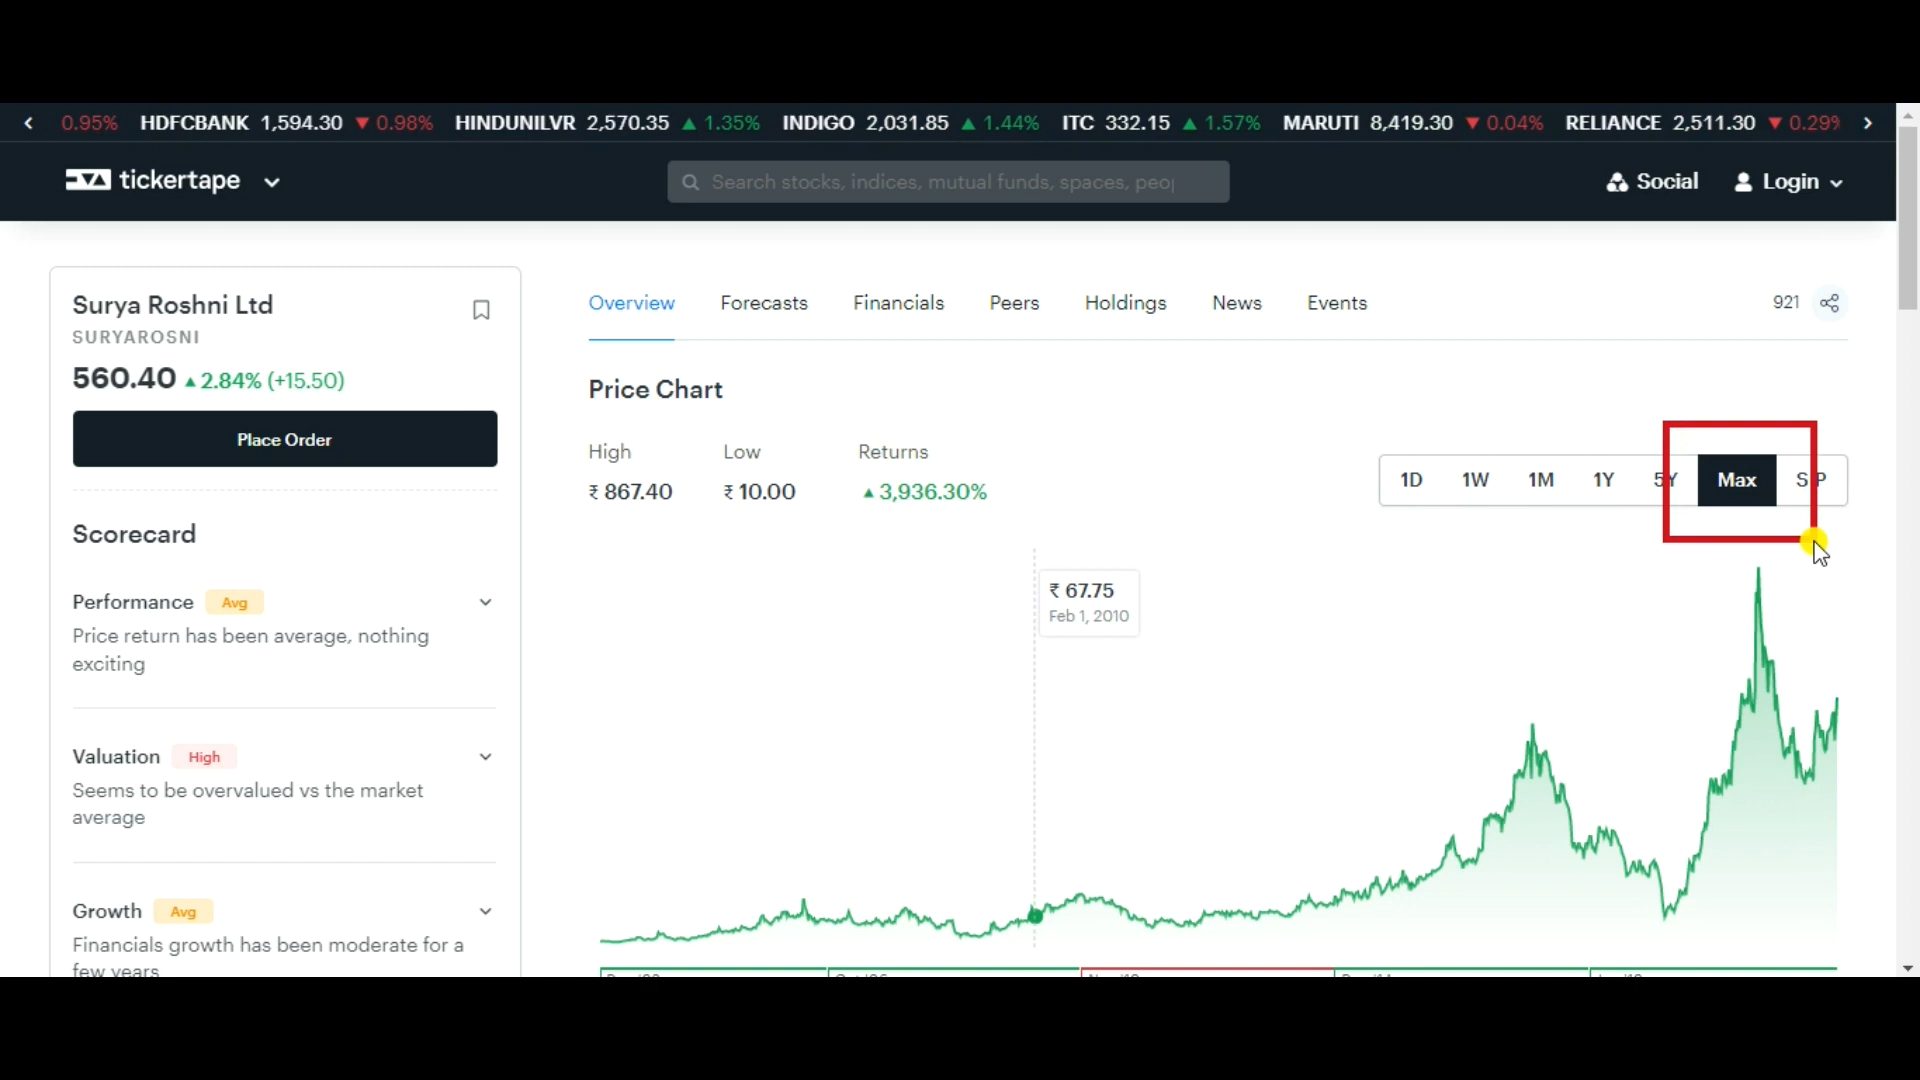 0.95% HDFCBANK 1,594.30 ▼ 0.98% HINDUNILVR 2,570.35 ▲ 1.35% INDIGO 2,031.85 ▲ 1.44% ITC 332.15 ▲ 1.57% MARUTI 8,419.30 ▼ 0.04% RELIANCE 2,511.30 ▼ 0.29%
tickertape
Search stocks, indices, mutual funds, spaces, peo
Social
Login
Surya Roshni Ltd
SURYAROSNI
560.40 ▲ 2.84% (+15.50)
Place Order
Scorecard
Performance Avg
Price return has been average, nothing
exciting
Valuation High
Seems to be overvalued vs the market
average
Growth Avg
Financials growth has been moderate for a
few years
Overview Forecasts Financials Peers Holdings News Events
921
Price Chart
High Low Returns
₹ 867.40 ₹ 10.00 ▲ 3,936.30%
1D 1W 1M 1Y 5Y Max SIP
₹ 67.75
Feb 1, 2010